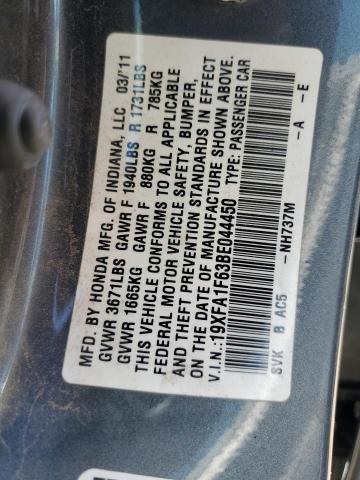 MFD. BY HONDA MFG. OF INDIANA, LLC 03/'11
GVWR 3671LBS GAWR F 1940LBS R 1731LBS
GVWR 1665KG GAWR F 880KG R 785KG
THIS VEHICLE CONFORMS TO ALL APPLICABLE
FEDERAL MOTOR VEHICLE SAFETY, BUMPER,
AND THEFT PREVENTION STANDARDS IN EFFECT
ON THE DATE OF MANUFACTURE SHOWN ABOVE.
V.I.N.:19XFA1F63BE044450 TYPE: PASSENGER CAR
—NH737M —A —E
SVK B AC5